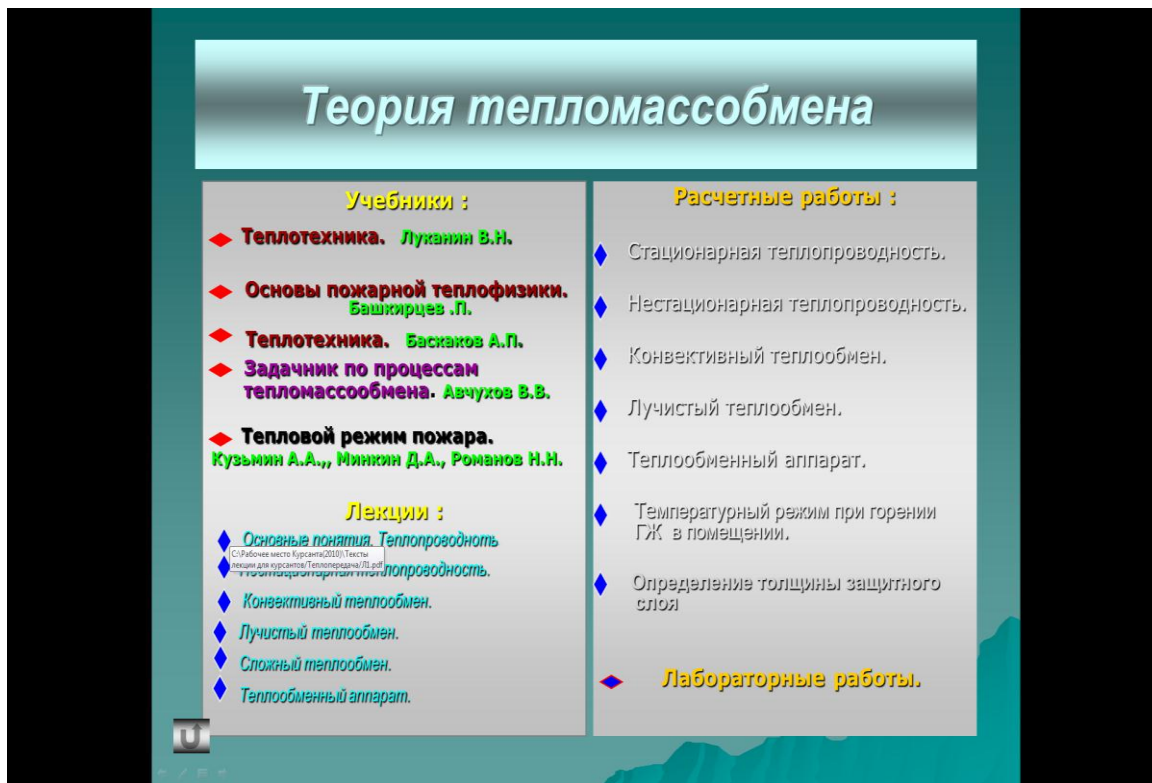 Теория тепломассобмена
Учебники :
Теплотехника. Луканин В.Н.
Основы пожарной теплофизики.
Башкирцев .П.
Теплотехника. Баскаков А.П.
Задачник по процессам
тепломассообмена. Авчухов В.В.
Тепловой режим пожара.
Кузьмин А.А.,, Минкин Д.А., Романов Н.Н.
Лекции :
Основные понятия. Теплопроводноть
C:\Рабочее место Курсанта(2010)\Тексты
лекции для курсантов/Теплопередача/Л1.pdf
Нестационарная теплопроводность.
Конвективный теплообмен.
Лучистый теплообмен.
Сложный теплообмен.
Теплообменный аппарат.
Расчетные работы :
Стационарная теплопроводность.
Нестационарная теплопроводность.
Конвективный теплообмен.
Лучистый теплообмен.
Теплообменный аппарат.
Температурный режим при горении
ГЖ в помещении.
Определение толщины защитного
слоя
Лабораторные работы.